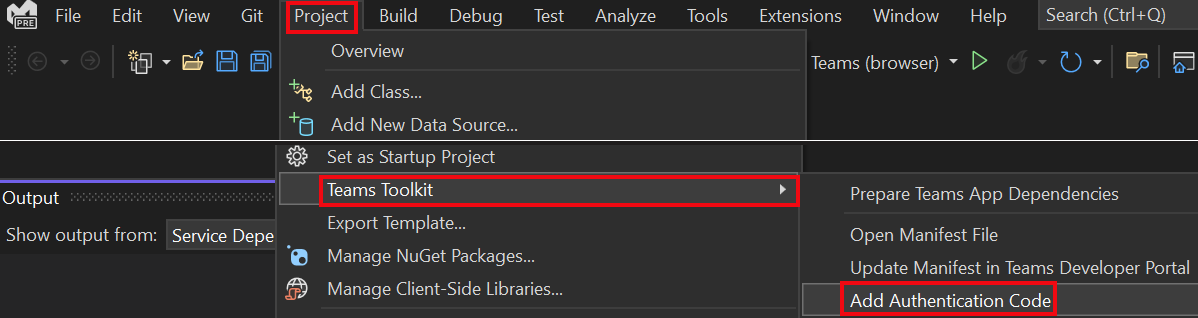 PRE File Edit View Git Project Build Debug Test Analyze Tools Extensions Window Help Search (Ctrl+Q)
Overview
Teams (browser)
Add Class...
Add New Data Source...
Set as Startup Project
Teams Toolkit
Prepare Teams App Dependencies
Output
Export Template...
Open Manifest File
Show output from: Service Depe
Manage NuGet Packages...
Update Manifest in Teams Developer Portal
Manage Client-Side Libraries...
Add Authentication Code